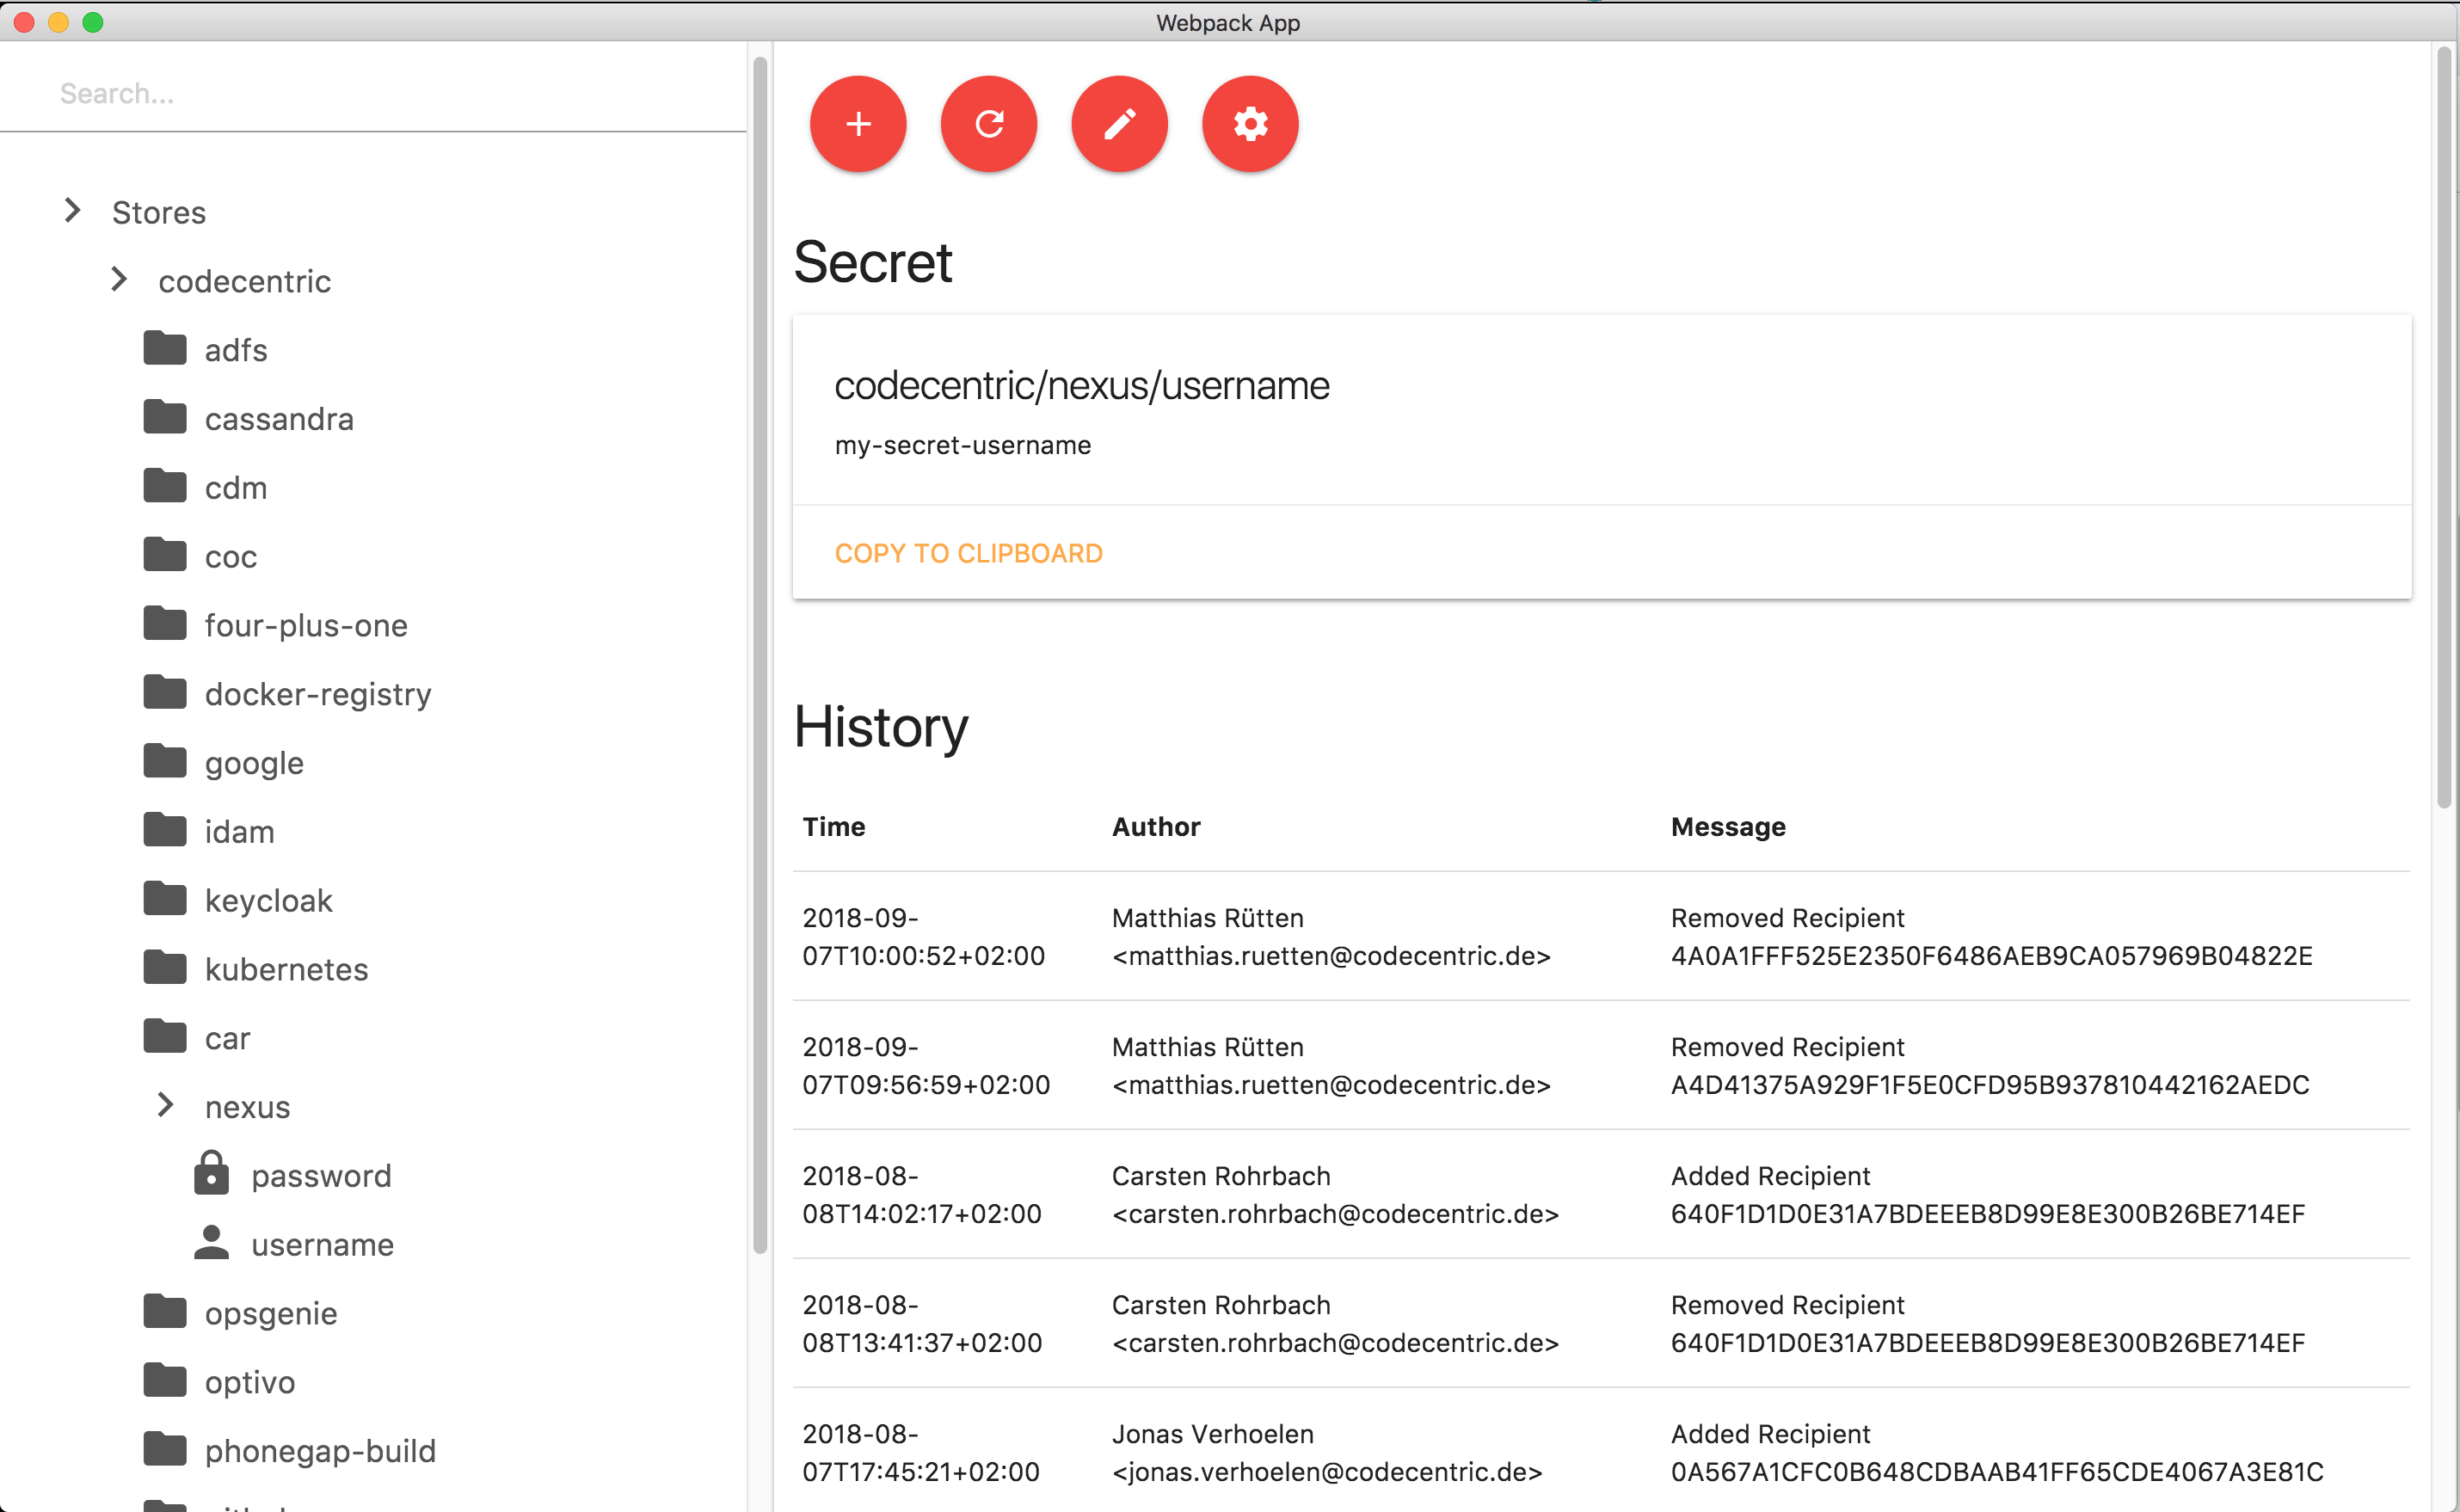 Webpack App
Search...
Stores
codecentric
adfs
cassandra
cdm
coc
four-plus-one
docker-registry
google
idam
keycloak
kubernetes
car
nexus
password
username
opsgenie
optivo
phonegap-build
Secret
codecentric/nexus/username
my-secret-username
COPY TO CLIPBOARD
History
Time Author Message
2018-09- Matthias Rütten Removed Recipient
07T10:00:52+02:00 <matthias.ruetten@codecentric.de> 4A0A1FFF525E2350F6486AEB9CA057969B04822E
2018-09- Matthias Rütten Removed Recipient
07T09:56:59+02:00 <matthias.ruetten@codecentric.de> A4D41375A929F1F5E0CFD95B937810442162AEDC
2018-08- Carsten Rohrbach Added Recipient
08T14:02:17+02:00 <carsten.rohrbach@codecentric.de> 640F1D1D0E31A7BDEEEB8D99E8E300B26BE714EF
2018-08- Carsten Rohrbach Removed Recipient
08T13:41:37+02:00 <carsten.rohrbach@codecentric.de> 640F1D1D0E31A7BDEEEB8D99E8E300B26BE714EF
2018-08- Jonas Verhoelen Added Recipient
07T17:45:21+02:00 <jonas.verhoelen@codecentric.de> 0A567A1CFC0B648CDBAAB41FF65CDE4067A3E81C